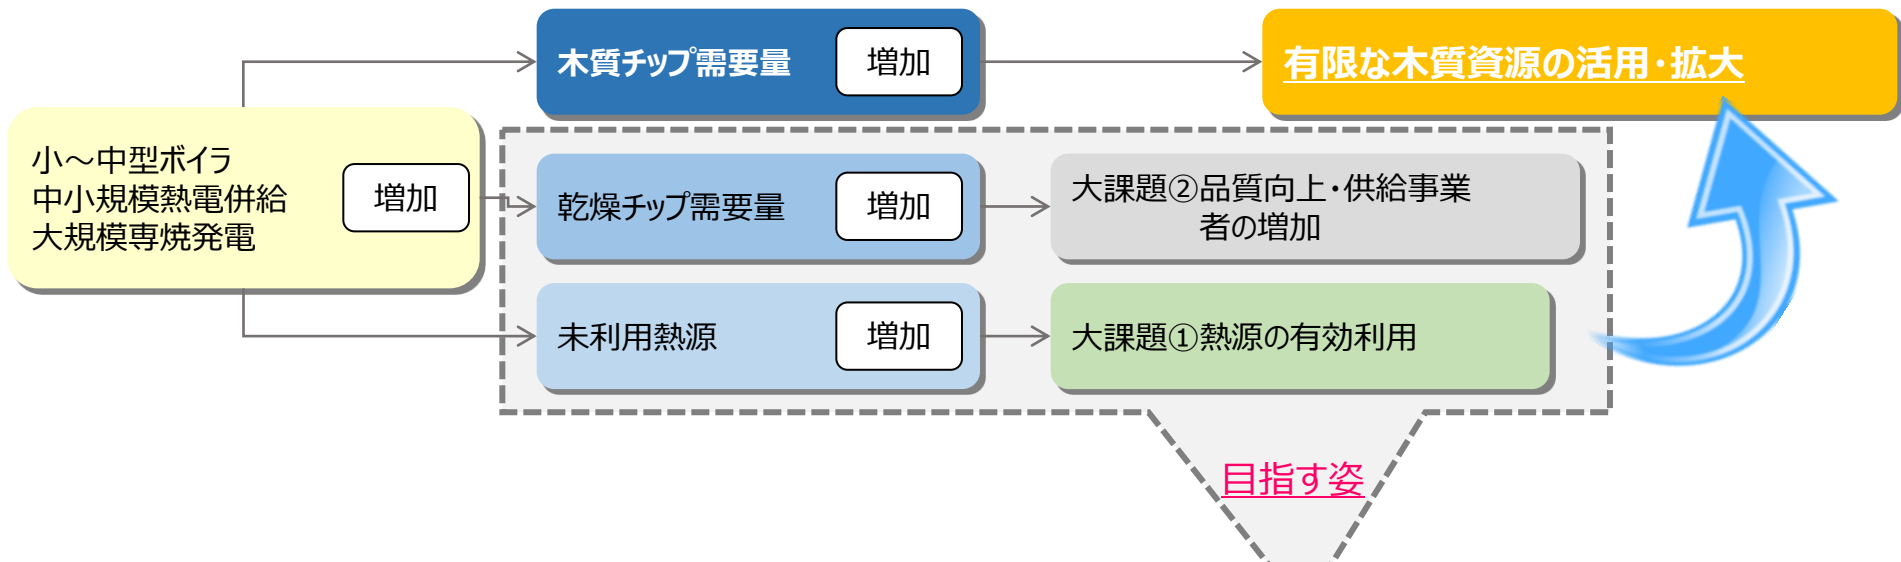 木質チップ需要量
増加
有限な木質資源の活用・拡大
小～中型ボイラ
中小規模熱電併給
大規模専焼発電
増加
乾燥チップ需要量
増加
大課題②品質向上・供給事業
者の増加
未利用熱源
増加
大課題①熱源の有効利用
目指す姿